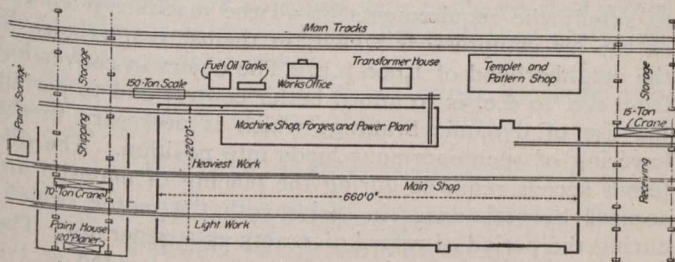 Main Tracks
Paint Storage
Shipping
Storage
150-Ton Scale
Fuel Oil Tanks
Works Office
Transformer House
Templet and
Pattern Shop
Storage
Receiving
15-Ton
Crane
Machine Shop, Forges, and Power Plant
220'0"
Heaviest Work
70-Ton Crane
Main Shop
660'0"
Light Work
Paint House
120" Planer